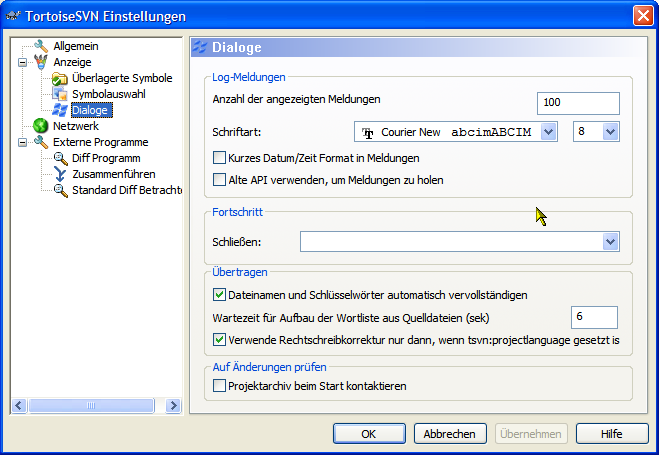 TortoiseSVN Einstellungen
Allgemein
Anzeige
Überlagerte Symbole
Symbolauswahl
Dialoge
Netzwerk
Externe Programme
Diff Programm
Zusammenführen
Standard Diff Betrachte
Dialoge
Log-Meldungen
Anzahl der angezeigten Meldungen 100
Schriftart: Courier New abcimABCIM 8
Kurzes Datum/Zeit Format in Meldungen
Alte API verwenden, um Meldungen zu holen
Fortschritt
Schließen:
Übertragen
Dateinamen und Schlüsselwörter automatisch vervollständigen
Wartezeit für Aufbau der Wortliste aus Quelldateien (sek) 6
Verwende Rechtschreibkorrektur nur dann, wenn tsvn:projectlanguage gesetzt is
Auf Änderungen prüfen
Projektarchiv beim Start kontaktieren
OK Abbrechen Übernehmen Hilfe